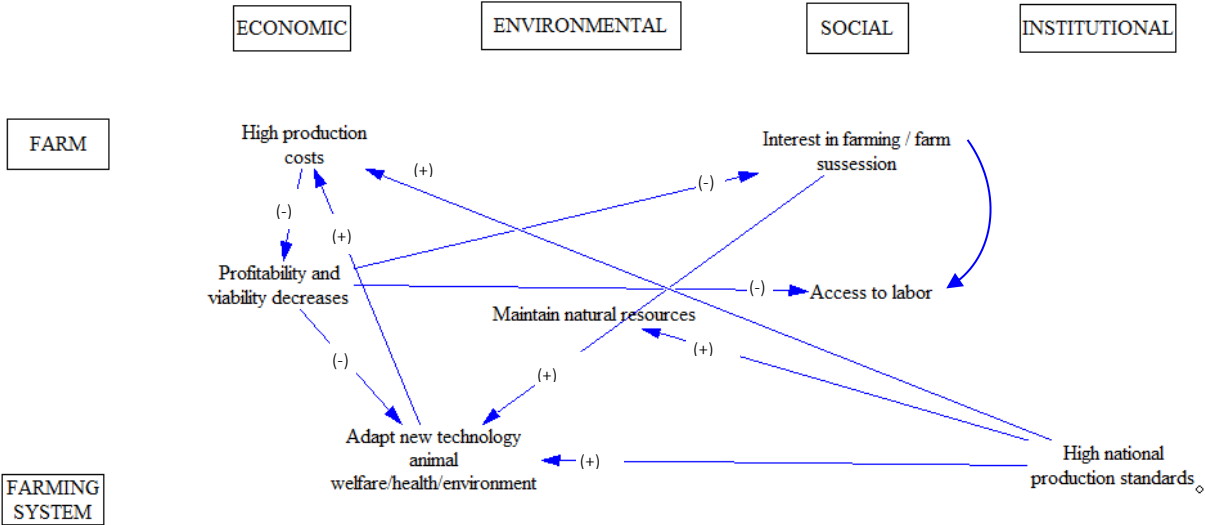 ECONOMIC
ENVIRONMENTAL
SOCIAL
INSTITUTIONAL
FARM
High production
costs
Interest in farming / farm
sussession
(+)
(-)
(-)
(+)
Profitability and
viability decreases
(-)
Access to labor
Maintain natural resources
(+)
(-)
(+)
Adapt new technology
animal
welfare/health/environment
(+)
High national
production standards
FARMING
SYSTEM